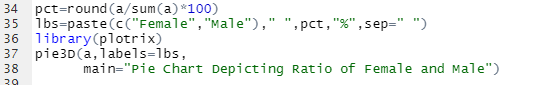 34 pct=round(a/sum(a)*100)
35 lbs=paste(c("Female","Male")," ",pct,"%",sep=" ")
36 library(plotrix)
37 pie3D(a,labels=lbs,
38 main="Pie Chart Depicting Ratio of Female and Male")
39